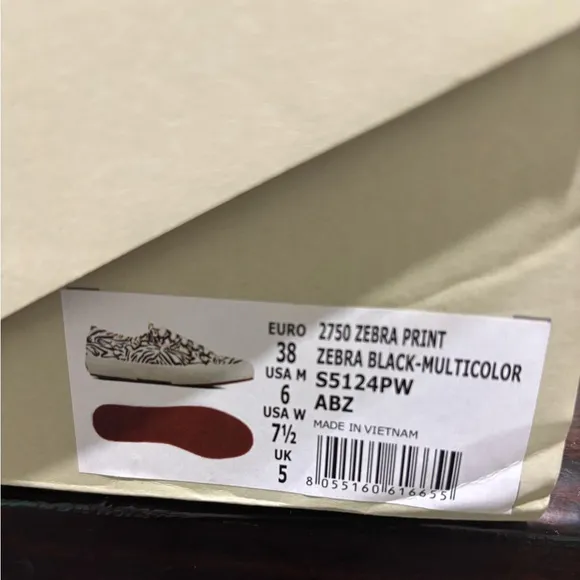 EURO
38
USA M
6
USA W
7½
UK
5
2750 ZEBRA PRINT
ZEBRA BLACK-MULTICOLOR
S5124PW
ABZ
MADE IN VIETNAM
8 055160 616655